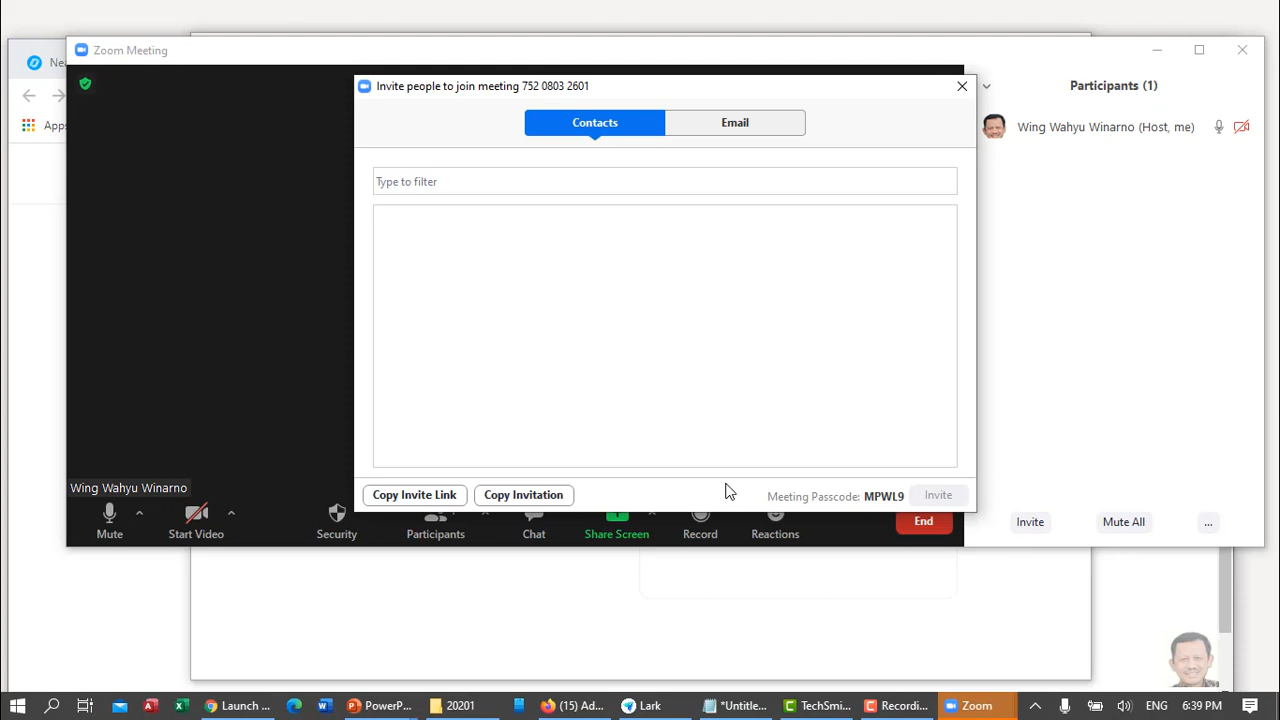 Zoom Meeting
Invite people to join meeting 752 0803 2601
Participants (1)
Contacts
Email
Wing Wahyu Winarno (Host, me)
Apps
Type to filter
Wing Wahyu Winarno
Copy Invite Link
Copy Invitation
Meeting Passcode: MPWL9
Invite
Mute
Start Video
Security
Participants
Chat
Share Screen
Record
Reactions
End
Invite
Mute All
...
Launch ...
PowerP...
20201
(15) Ad...
Lark
*Untitle...
TechSmi...
Recordi...
Zoom
ENG
6:39 PM